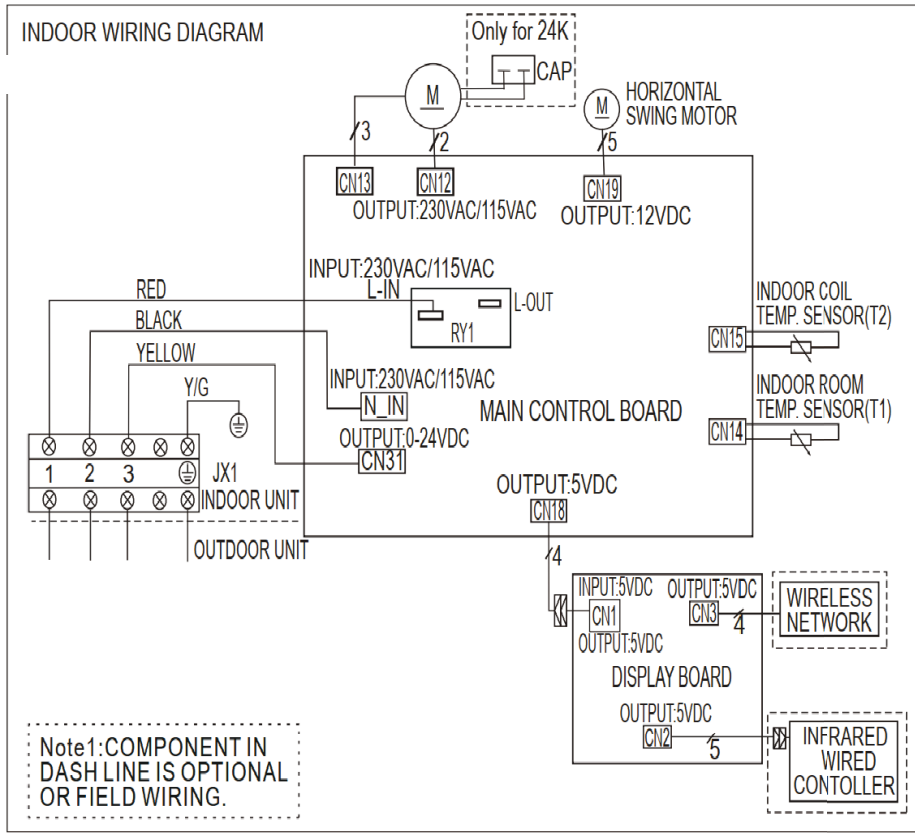 INDOOR WIRING DIAGRAM
Only for 24K
CAP
M
M
HORIZONTAL
SWING MOTOR
3
2
5
CN13
CN12
CN19
OUTPUT:230VAC/115VAC
OUTPUT:12VDC
INPUT:230VAC/115VAC
RED
L-IN
L-OUT
RY1
BLACK
YELLOW
Y/G
INDOOR COIL
TEMP. SENSOR(T2)
CN15
INPUT:230VAC/115VAC
N_IN
MAIN CONTROL BOARD
INDOOR ROOM
TEMP. SENSOR(T1)
CN14
OUTPUT:0-24VDC
CN31
1 2 3
JX1
INDOOR UNIT
OUTDOOR UNIT
OUTPUT:5VDC
CN18
4
INPUT:5VDC
CN1
OUTPUT:5VDC
OUTPUT:5VDC
CN3
4
WIRELESS
NETWORK
DISPLAY BOARD
OUTPUT:5VDC
CN2
5
INFRARED
WIRED
CONTOLLER
Note1:COMPONENT IN
DASH LINE IS OPTIONAL
OR FIELD WIRING.